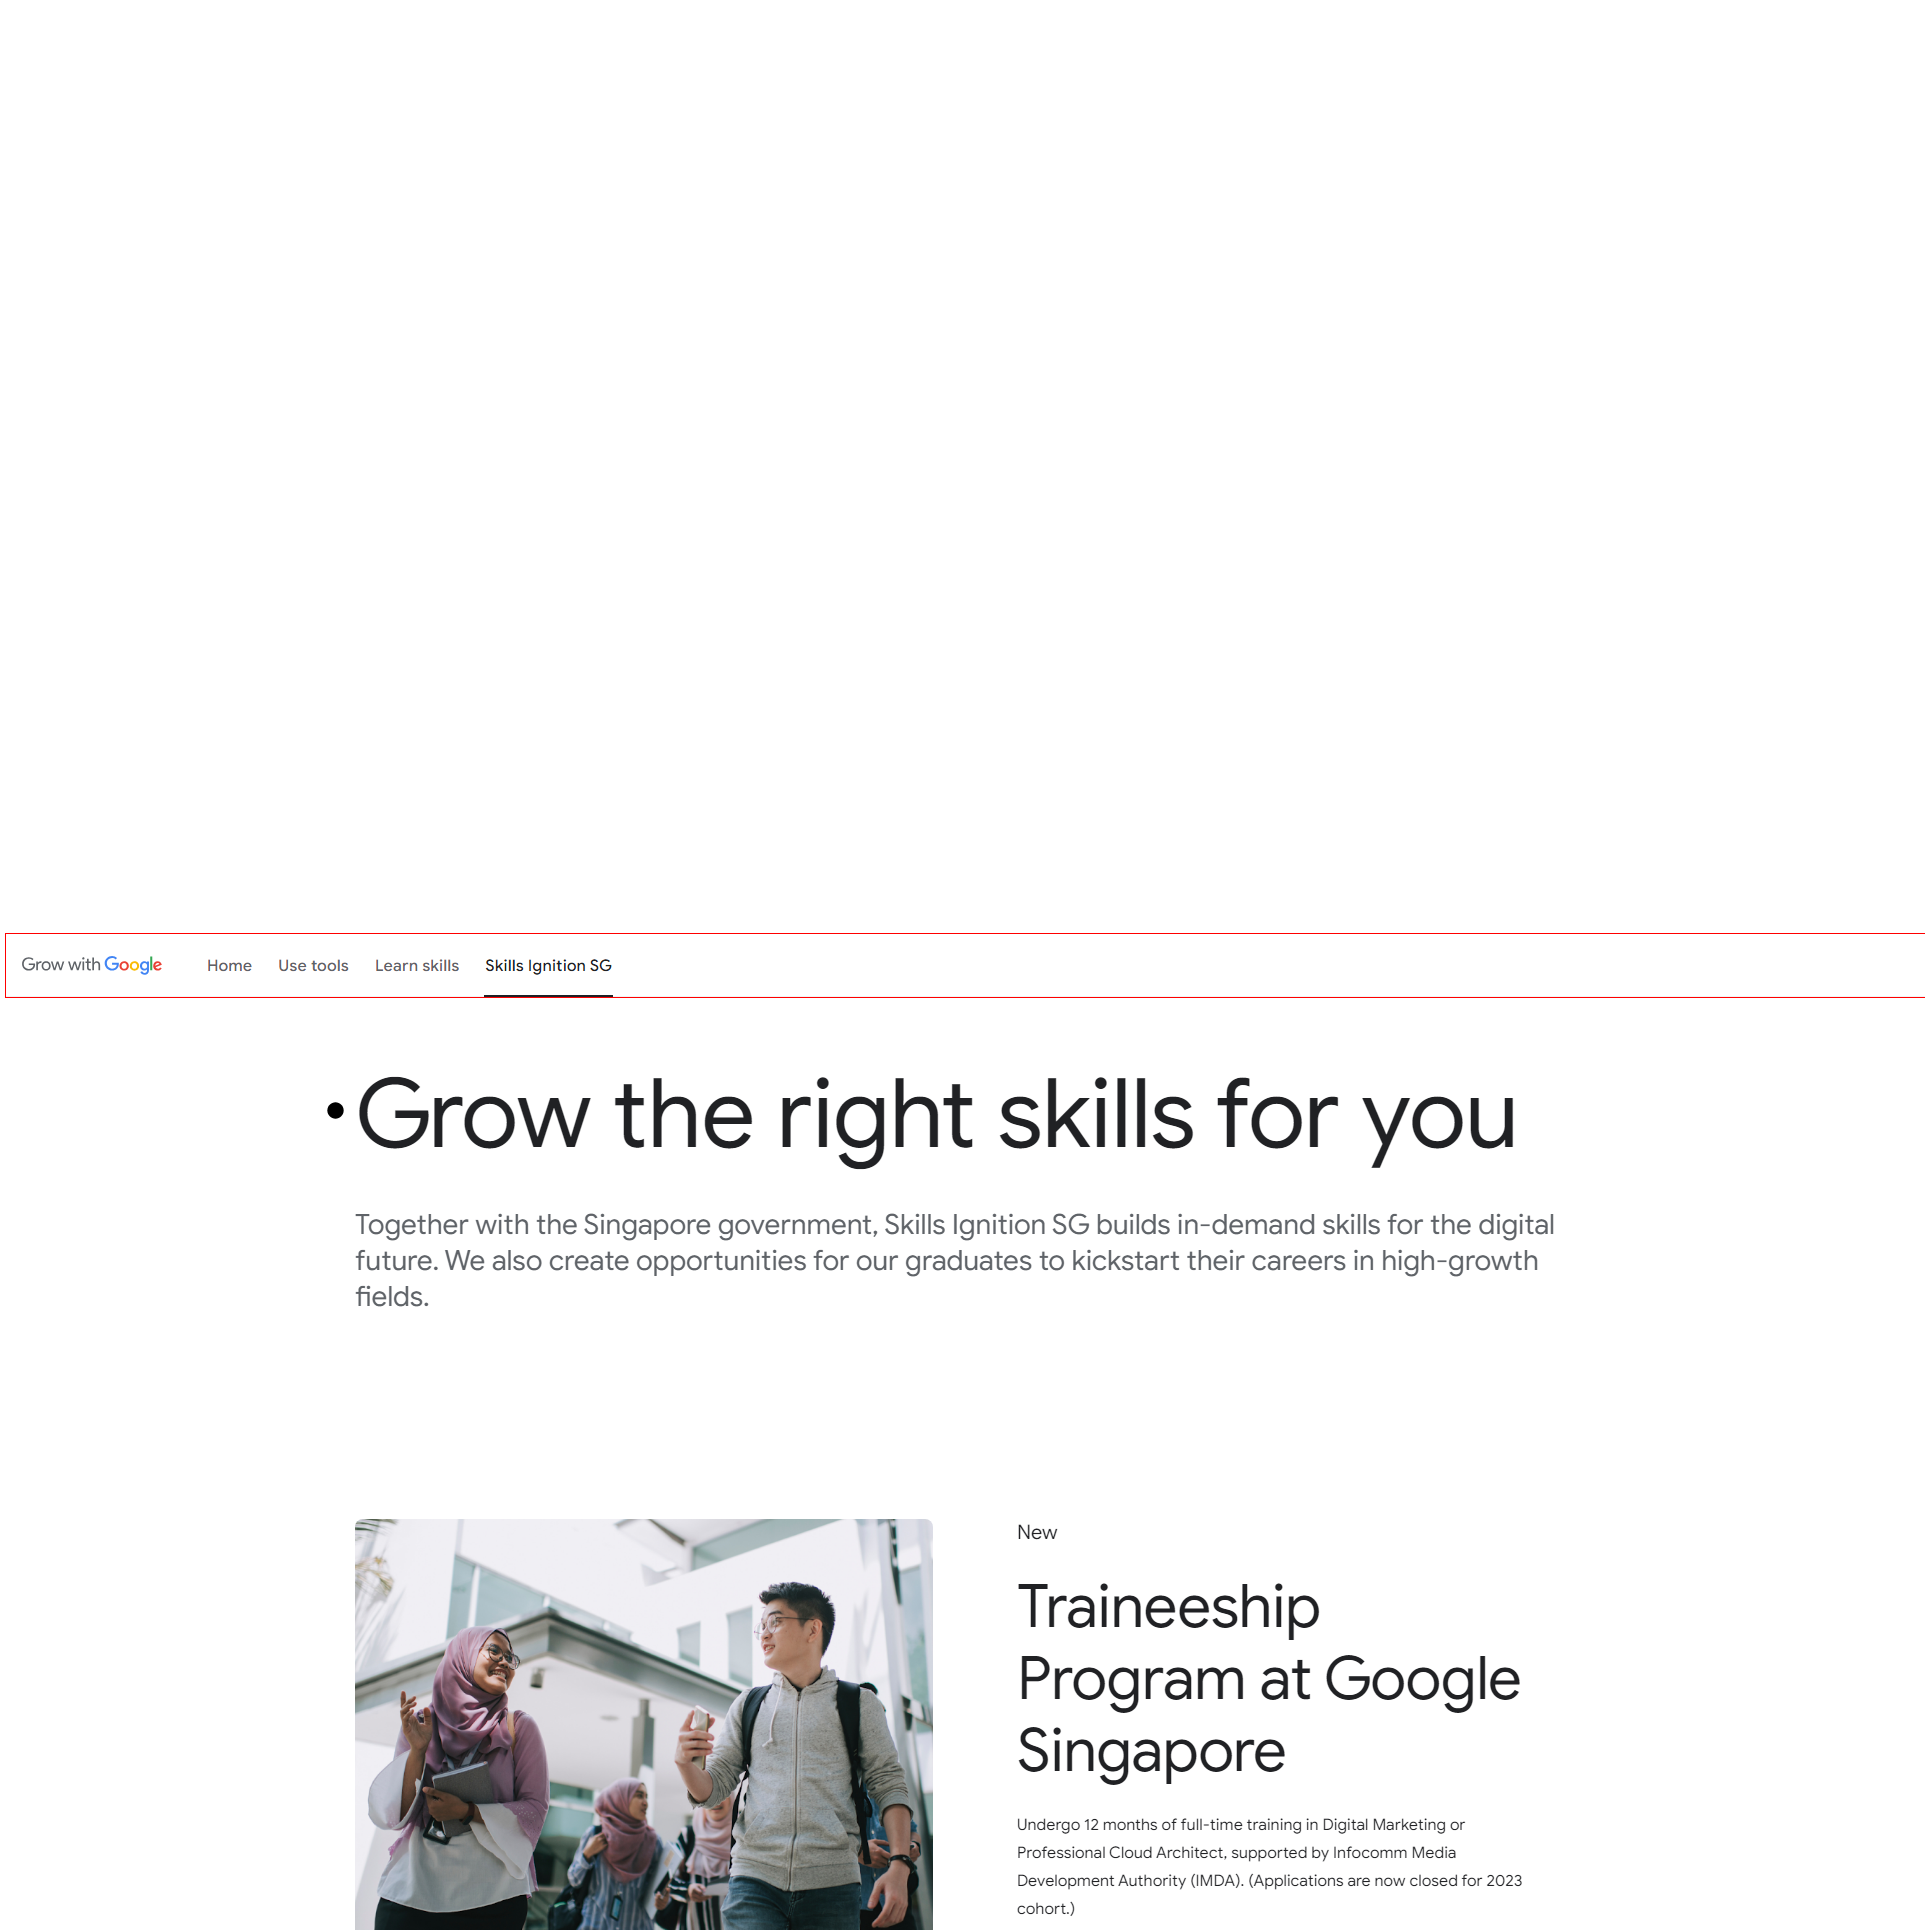 Grow with Google Home Use tools Learn skills Skills Ignition SG
• Grow the right skills for you
Together with the Singapore government, Skills Ignition SG builds in-demand skills for the digital
future. We also create opportunities for our graduates to kickstart their careers in high-growth
fields.
New
Traineeship
Program at Google
Singapore
Undergo 12 months of full-time training in Digital Marketing or
Professional Cloud Architect, supported by Infocomm Media
Development Authority (IMDA). (Applications are now closed for 2023
cohort.)